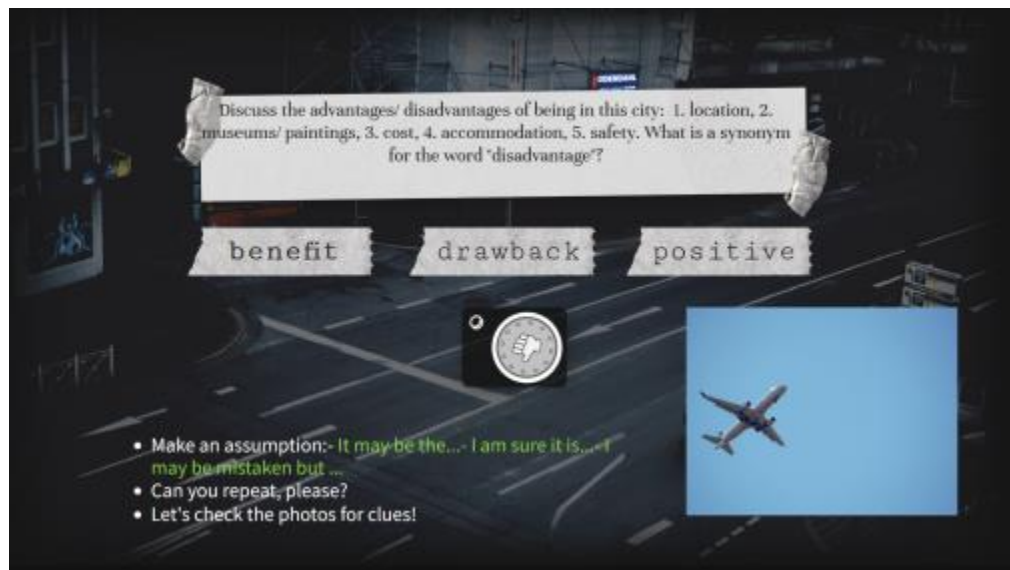 Discuss the advantages/ disadvantages of being in this city: 1. location, 2.
museums/ paintings, 3. cost, 4. accommodation, 5. safety. What is a synonym
for the word "disadvantage"?
benefit
drawback
positive
• Make an assumption:- It may be the...- I am sure it is...- I
may be mistaken but ...
• Can you repeat, please?
• Let's check the photos for clues!